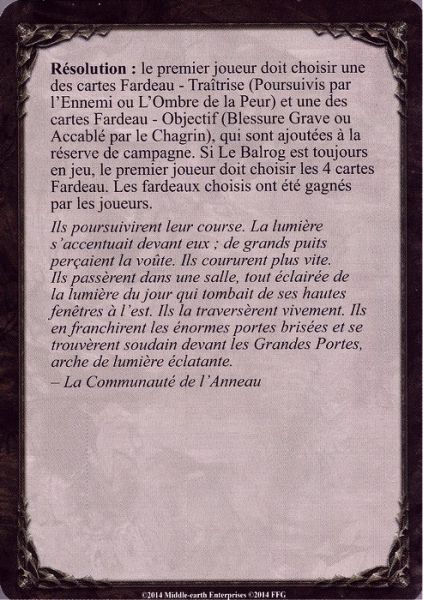 Résolution : le premier joueur doit choisir une
des cartes Fardeau - Traîtrise (Poursuivis par
l'Ennemi ou L'Ombre de la Peur) et une des
cartes Fardeau - Objectif (Blessure Grave ou
Accablé par le Chagrin), qui sont ajoutées à la
réserve de campagne. Si Le Balrog est toujours
en jeu, le premier joueur doit choisir les 4 cartes
Fardeau. Les fardeaux choisis ont été gagnés
par les joueurs.
Ils poursuivirent leur course. La lumière
s'accentuait devant eux ; de grands puits
perçaient la voûte. Ils coururent plus vite.
Ils passèrent dans une salle, tout éclairée de
la lumière du jour qui tombait de ses hautes
fenêtres à l'est. Ils la traversèrent vivement. Ils
en franchirent les énormes portes brisées et se
trouvèrent soudain devant les Grandes Portes,
arche de lumière éclatante.
– La Communauté de l'Anneau
©2014 Middle-earth Enterprises ©2014 FFG